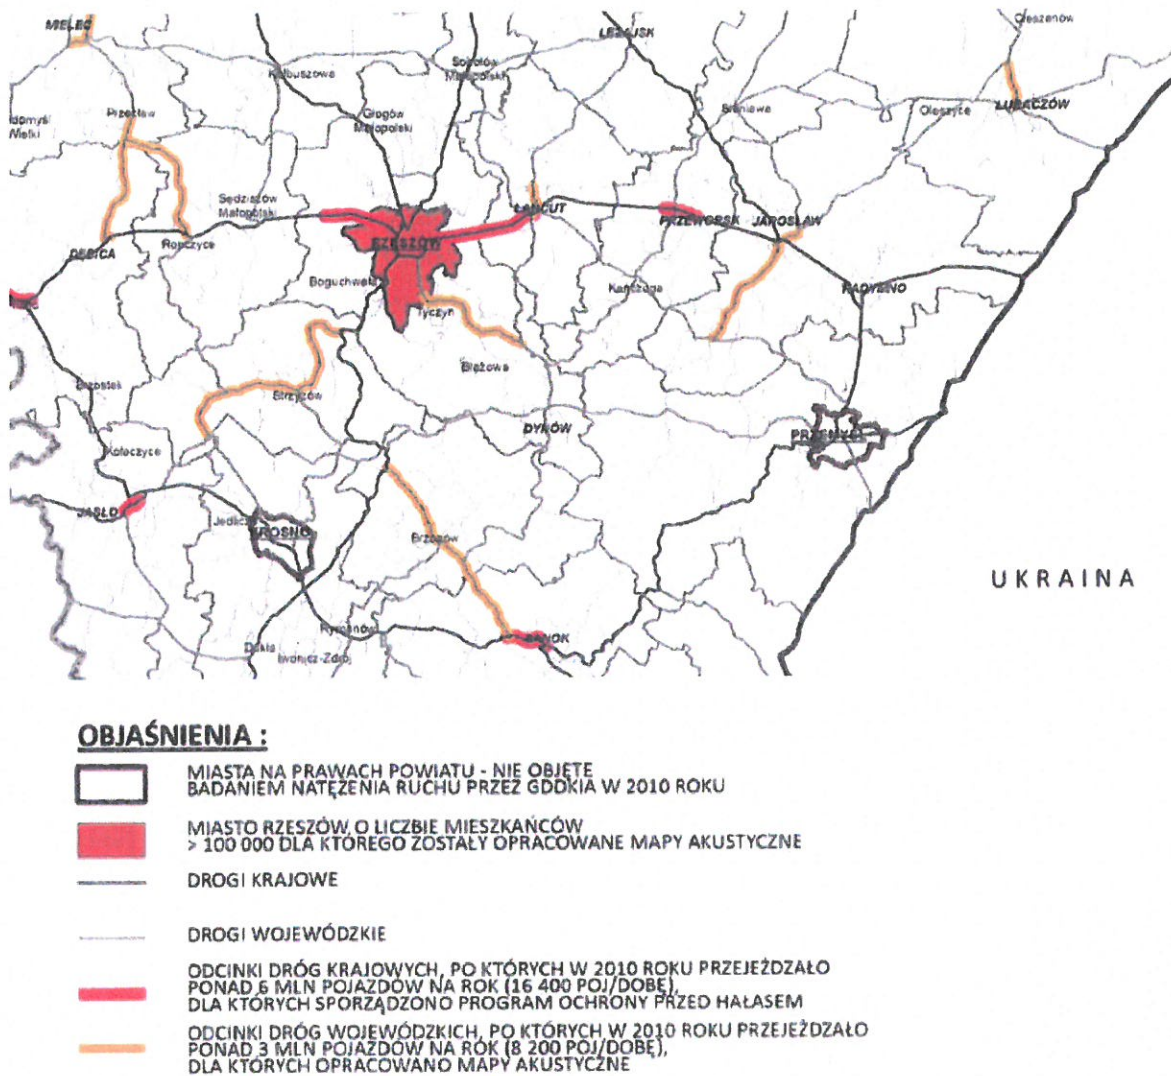 MIELEC
LEŻAJSK
Cieszanów
Kolbuszowa
Sokołów
Małopolski
Przecław
Głogów
Małopolski
Sieniawa
Oleszyce
LUBACZÓW
Wielki
Sędziszów
Małopolski
ŁAŃCUT
PRZEWORSK
JAROSŁAW
DĘBICA
Ropczyce
RZESZÓW
Boguchwała
Kańczuga
RADYMNO
Tyczyn
Błażowa
Brzostek
Strzyżów
DYNÓW
PRZEMYŚL
Kołaczyce
JASŁO
Jedlicze
KROSNO
Brzozów
UKRAINA
Rymanów
SANOK
Dukla
Iwonicz-Zdrój
OBJAŚNIENIA :
MIASTA NA PRAWACH POWIATU - NIE OBJĘTE
BADANIEM NATĘŻENIA RUCHU PRZEZ GDDKIA W 2010 ROKU
MIASTO RZESZÓW, O LICZBIE MIESZKAŃCÓW
> 100 000 DLA KTÓREGO ZOSTAŁY OPRACOWANE MAPY AKUSTYCZNE
DROGI KRAJOWE
DROGI WOJEWÓDZKIE
ODCINKI DRÓG KRAJOWYCH, PO KTÓRYCH W 2010 ROKU PRZEJEŻDŻAŁO
PONAD 6 MLN POJAZDÓW NA ROK (16 400 POJ/DOBĘ),
DLA KTÓRYCH SPORZĄDZONO PROGRAM OCHRONY PRZED HAŁASEM
ODCINKI DRÓG WOJEWÓDZKICH, PO KTÓRYCH W 2010 ROKU PRZEJEŻDŻAŁO
PONAD 3 MLN POJAZDÓW NA ROK (8 200 POJ/DOBĘ),
DLA KTÓRYCH OPRACOWANO MAPY AKUSTYCZNE